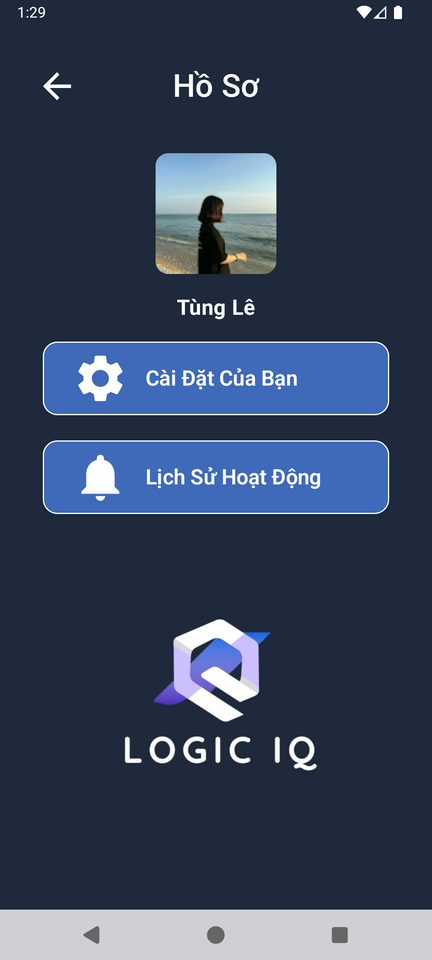 1:29
Hồ Sơ
Tùng Lê
Cài Đặt Của Bạn
Lịch Sử Hoạt Động
LOGIC IQ